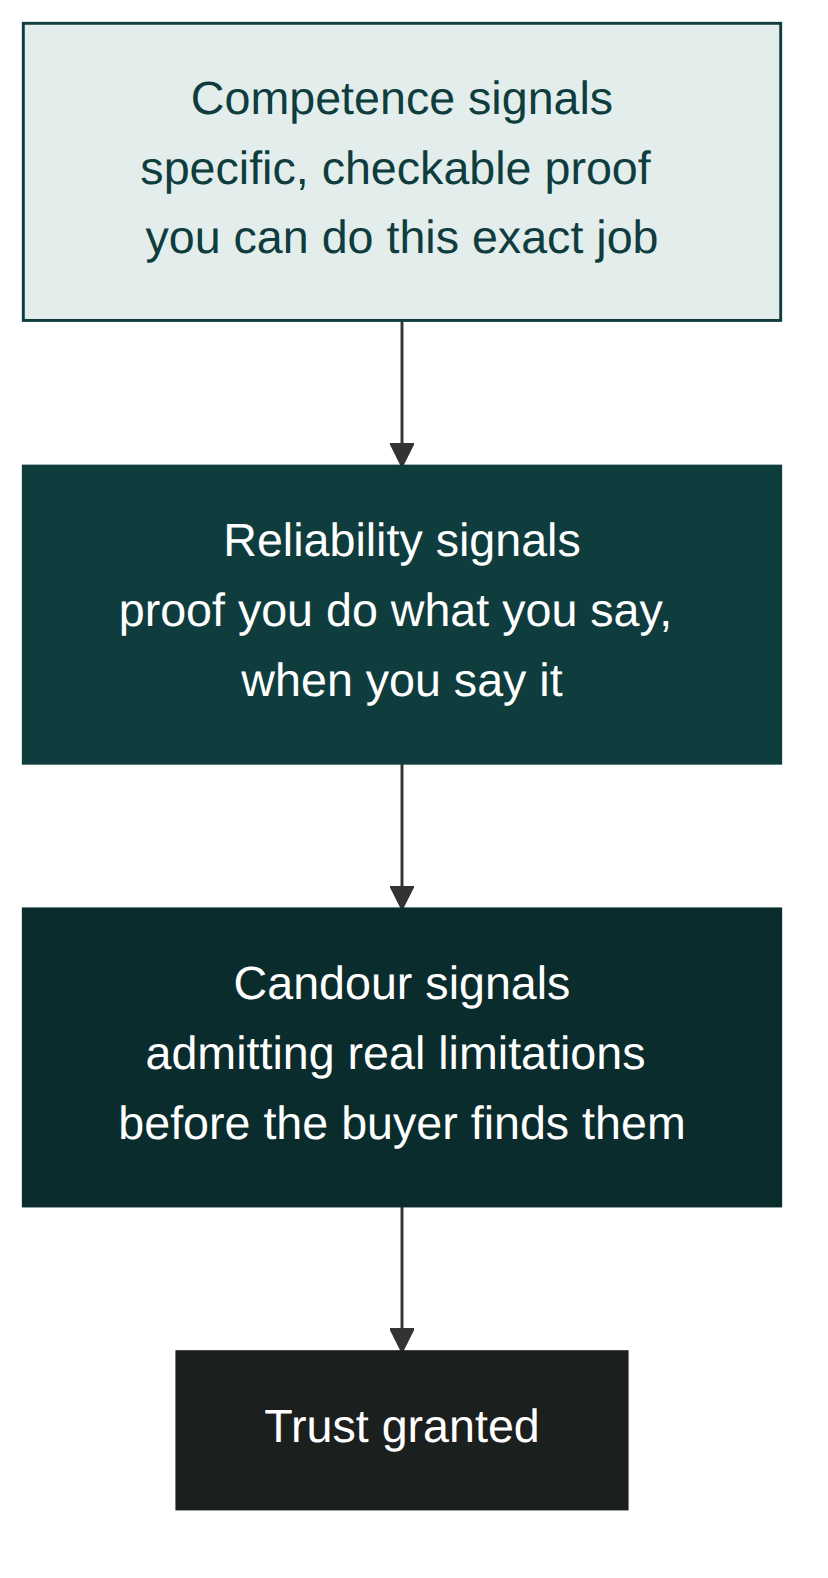 Competence signals
specific, checkable proof
you can do this exact job
Reliability signals
proof you do what you say,
when you say it
Candour signals
admitting real limitations
before the buyer finds them
Trust granted